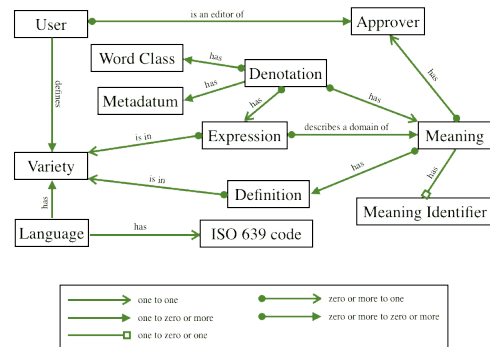 User
is an editor of
Approver
Word Class
has
Denotation
has
defines
Metadatum
has
has
has
is in
Expression
describes a domain of
Meaning
Variety
has
is in
Definition
has
has
Meaning Identifier
Language
has
ISO 639 code
one to one
zero or more to one
one to zero or more
zero or more to zero or more
one to zero or one